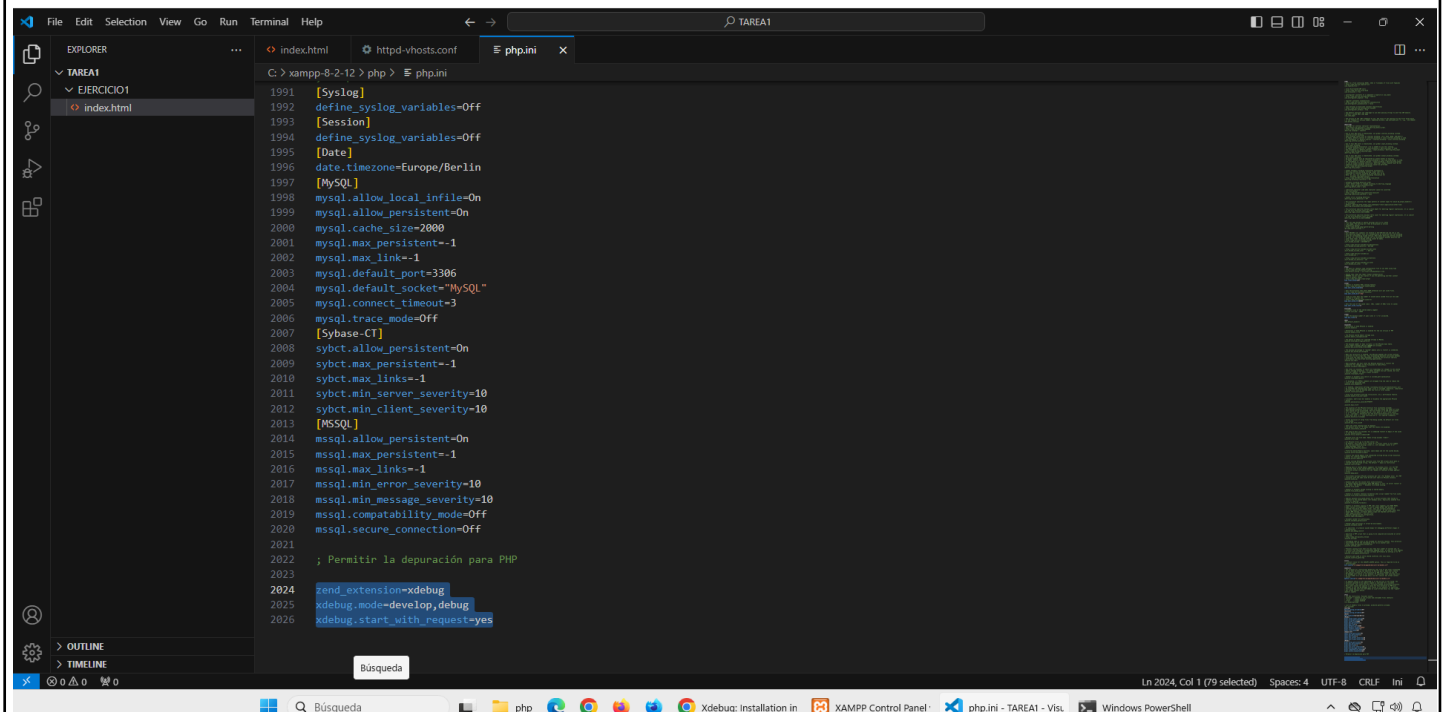 File Edit Selection View Go Run Terminal Help
TAREA1
EXPLORER
index.html
httpd-vhosts.conf
php.ini
TAREA1
C: > xampp-8-2-12 > php > php.ini
EJERCICIO1
index.html
1991 [Syslog]
1992 define_syslog_variables=Off
1993 [Session]
1994 define_syslog_variables=Off
1995 [Date]
1996 date.timezone=Europe/Berlin
1997 [MySQL]
1998 mysql.allow_local_infile=On
1999 mysql.allow_persistent=On
2000 mysql.cache_size=2000
2001 mysql.max_persistent=-1
2002 mysql.max_link=-1
2003 mysql.default_port=3306
2004 mysql.default_socket="MySQL"
2005 mysql.connect_timeout=3
2006 mysql.trace_mode=Off
2007 [Sybase-CT]
2008 sybct.allow_persistent=On
2009 sybct.max_persistent=-1
2010 sybct.max_links=-1
2011 sybct.min_server_severity=10
2012 sybct.min_client_severity=10
2013 [MSSQL]
2014 mssql.allow_persistent=On
2015 mssql.max_persistent=-1
2016 mssql.max_links=-1
2017 mssql.min_error_severity=10
2018 mssql.min_message_severity=10
2019 mssql.compatability_mode=Off
2020 mssql.secure_connection=Off
2021
2022 ; Permitir la depuración para PHP
2023
2024 zend_extension=xdebug
2025 xdebug.mode=develop,debug
2026 xdebug.start_with_request=yes
OUTLINE
TIMELINE
Búsqueda
0 0 0
Ln 2024, Col 1 (79 selected) Spaces: 4 UTF-8 CRLF Ini
Búsqueda
php
Xdebug: Installation in
XAMPP Control Panel
php.ini - TAREA1 - Visu
Windows PowerShell